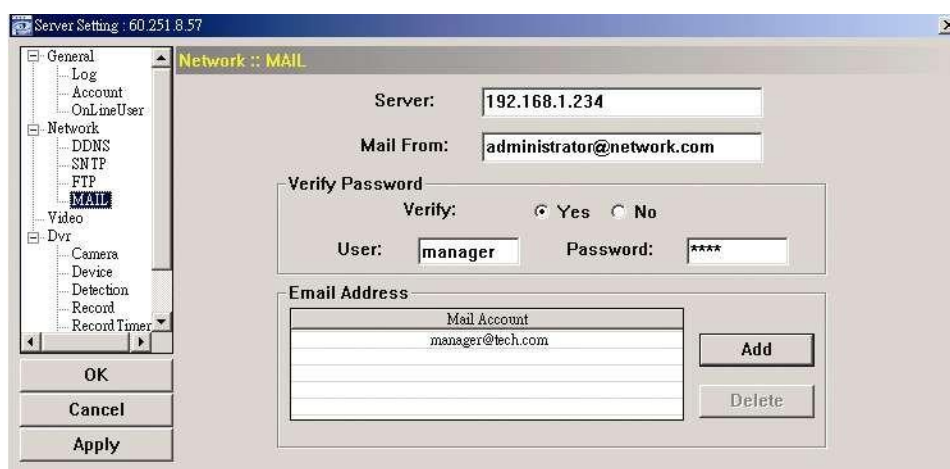 Server Setting : 60.251.8.57
General
Log
Account
OnLineUser
Network
DDNS
SNTP
FTP
MAIL
Video
Dvr
Camera
Device
Detection
Record
Record Timer
OK
Cancel
Apply
Network :: MAIL
Server: 192.168.1.234
Mail From: administrator@network.com
Verify Password
Verify: Yes No
User: manager Password: ****
Email Address
Mail Account
manager@tech.com
Add
Delete